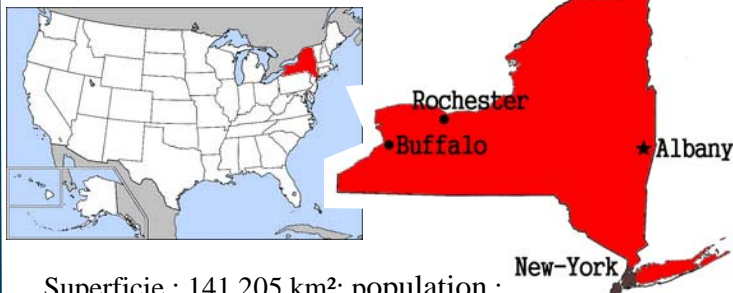 Rochester
Buffalo
Albany
New-York
Superficie : 141 205 km²; population :